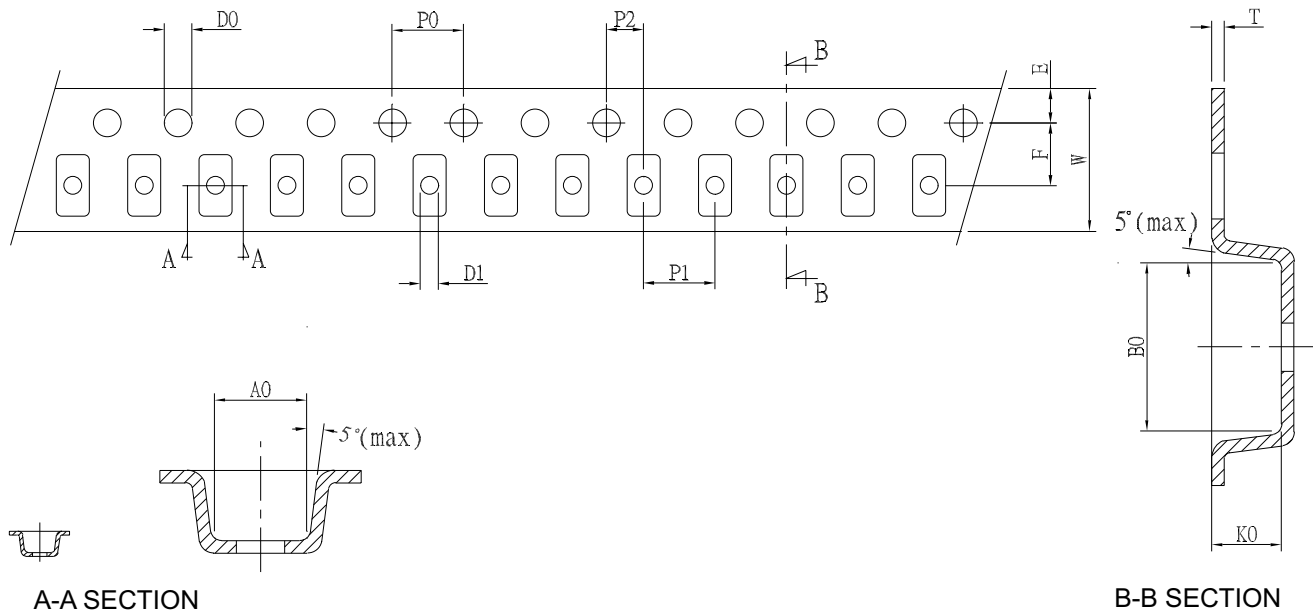 D0
P0
P2
B
T
E
F
W
A
A
D1
P1
B
5°(max)
B0
A0
5°(max)
K0
A-A SECTION
B-B SECTION